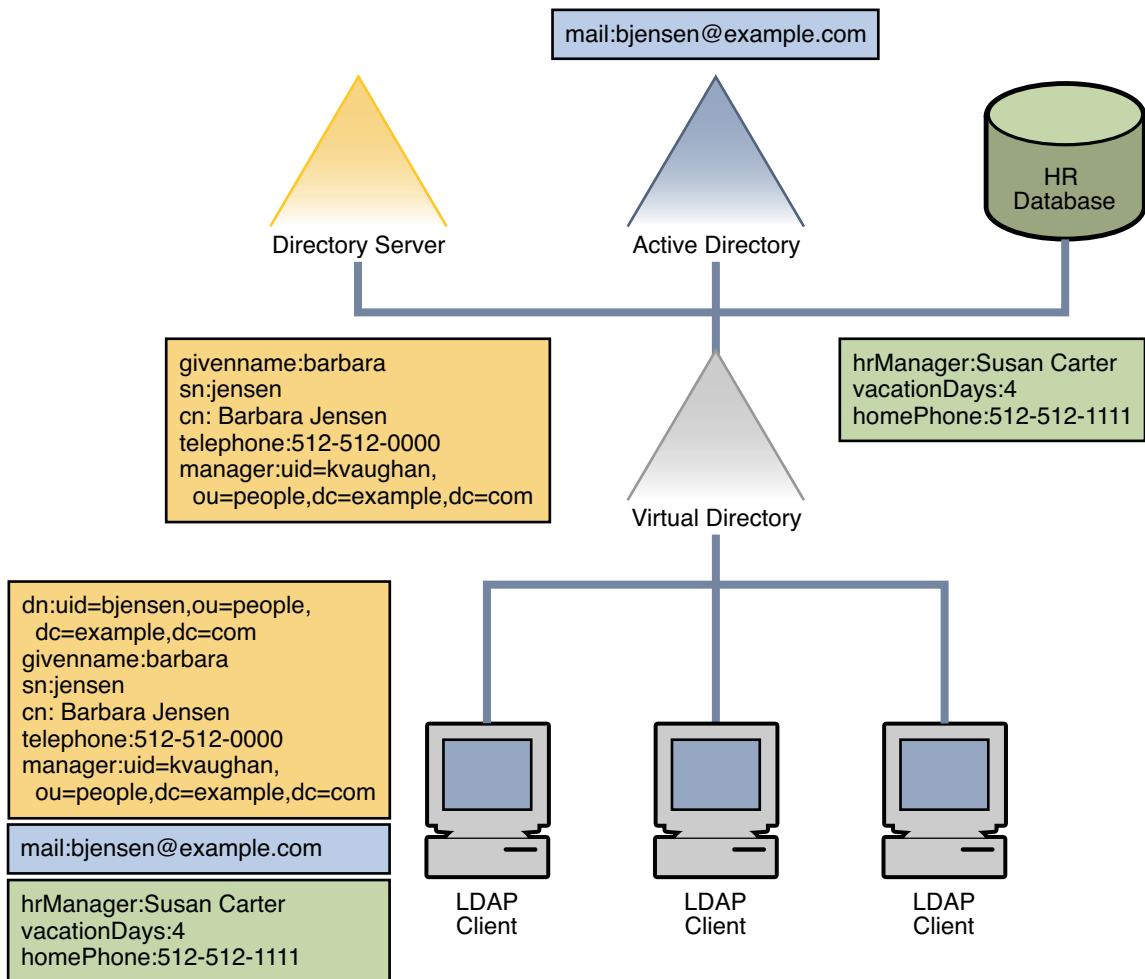 mail:bjensen@example.com
HR
Database
Directory Server
Active Directory
givenname:barbara
sn:jensen
cn: Barbara Jensen
telephone:512-512-0000
manager:uid=kvaughan,
ou=people,dc=example,dc=com
hrManager:Susan Carter
vacationDays:4
homePhone:512-512-1111
Virtual Directory
dn:uid=bjensen,ou=people,
dc=example,dc=com
givenname:barbara
sn:jensen
cn: Barbara Jensen
telephone:512-512-0000
manager:uid=kvaughan,
ou=people,dc=example,dc=com
mail:bjensen@example.com
hrManager:Susan Carter
vacationDays:4
homePhone:512-512-1111
LDAP
Client
LDAP
Client
LDAP
Client